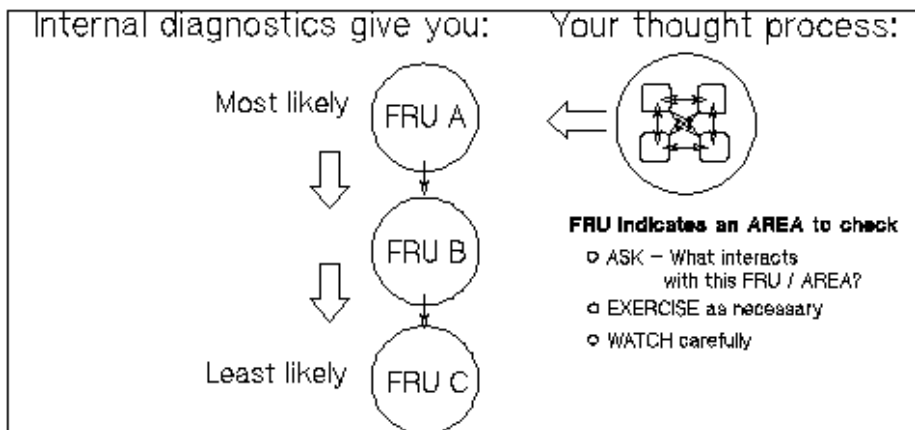 Internal diagnostics give you:
Your thought process:
Most likely
FRU A
FRU B
Least likely
FRU C
FRU indicates an AREA to check
ASK – What interacts
with this FRU / AREA?
EXERCISE as necessary
WATCH carefully